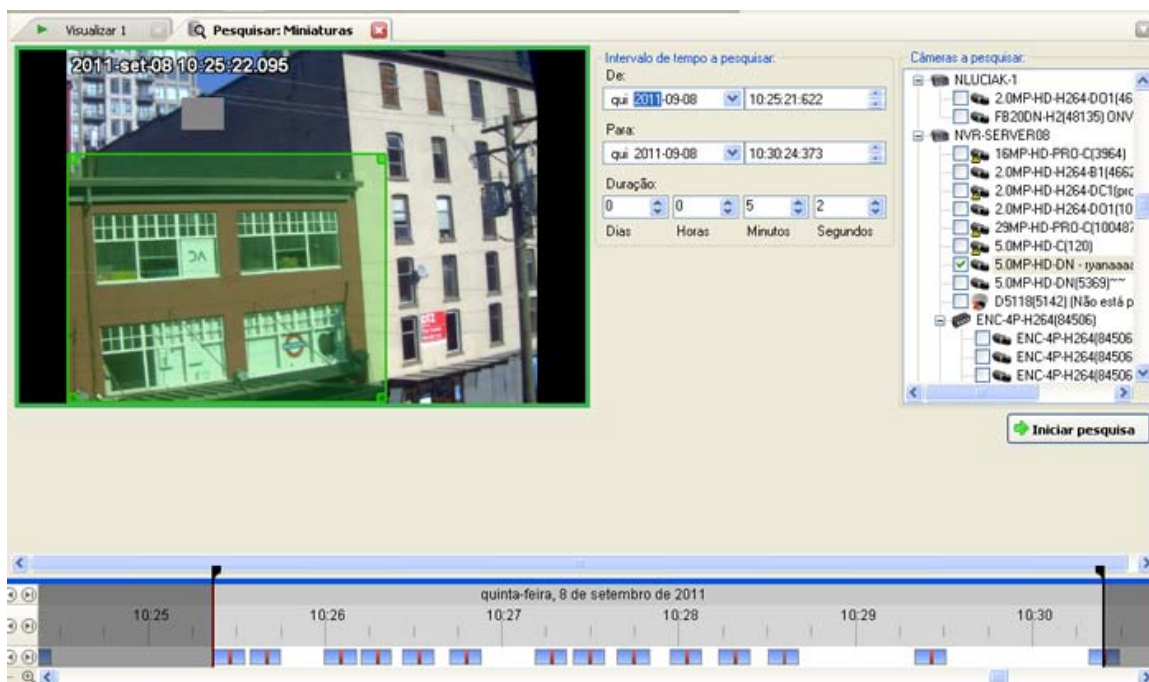 Visualizar 1
Pesquisar: Miniaturas
2011-set-08 10:25:22.095
Intervalo de tempo a pesquisar:
De:
qui 2011-09-08 10:25:21:622
Para:
qui 2011-09-08 10:30:24:373
Duração:
0 0 5 2
Dias Horas Minutos Segundos
Câmeras a pesquisar:
NLUCIAK-1
2.0MP-HD-H264-DO1(46
FB20DN-H2(48135) ONV
NVR-SERVER08
16MP-HD-PRO-C(3964)
2.0MP-HD-H264-B1(4662
2.0MP-HD-H264-DC1(prc
2.0MP-HD-H264-DO1(10
29MP-HD-PRO-C(100487
5.0MP-HD-C(120)
5.0MP-HD-DN - ryanaaaa
5.0MP-HD-DN(5369)~~
D5118(5142) (Não está p
ENC-4P-H264(84506)
ENC-4P-H264(84506
ENC-4P-H264(84506
ENC-4P-H264(84506
Iniciar pesquisa
quinta-feira, 8 de setembro de 2011
10:25 10:26 10:27 10:28 10:29 10:30